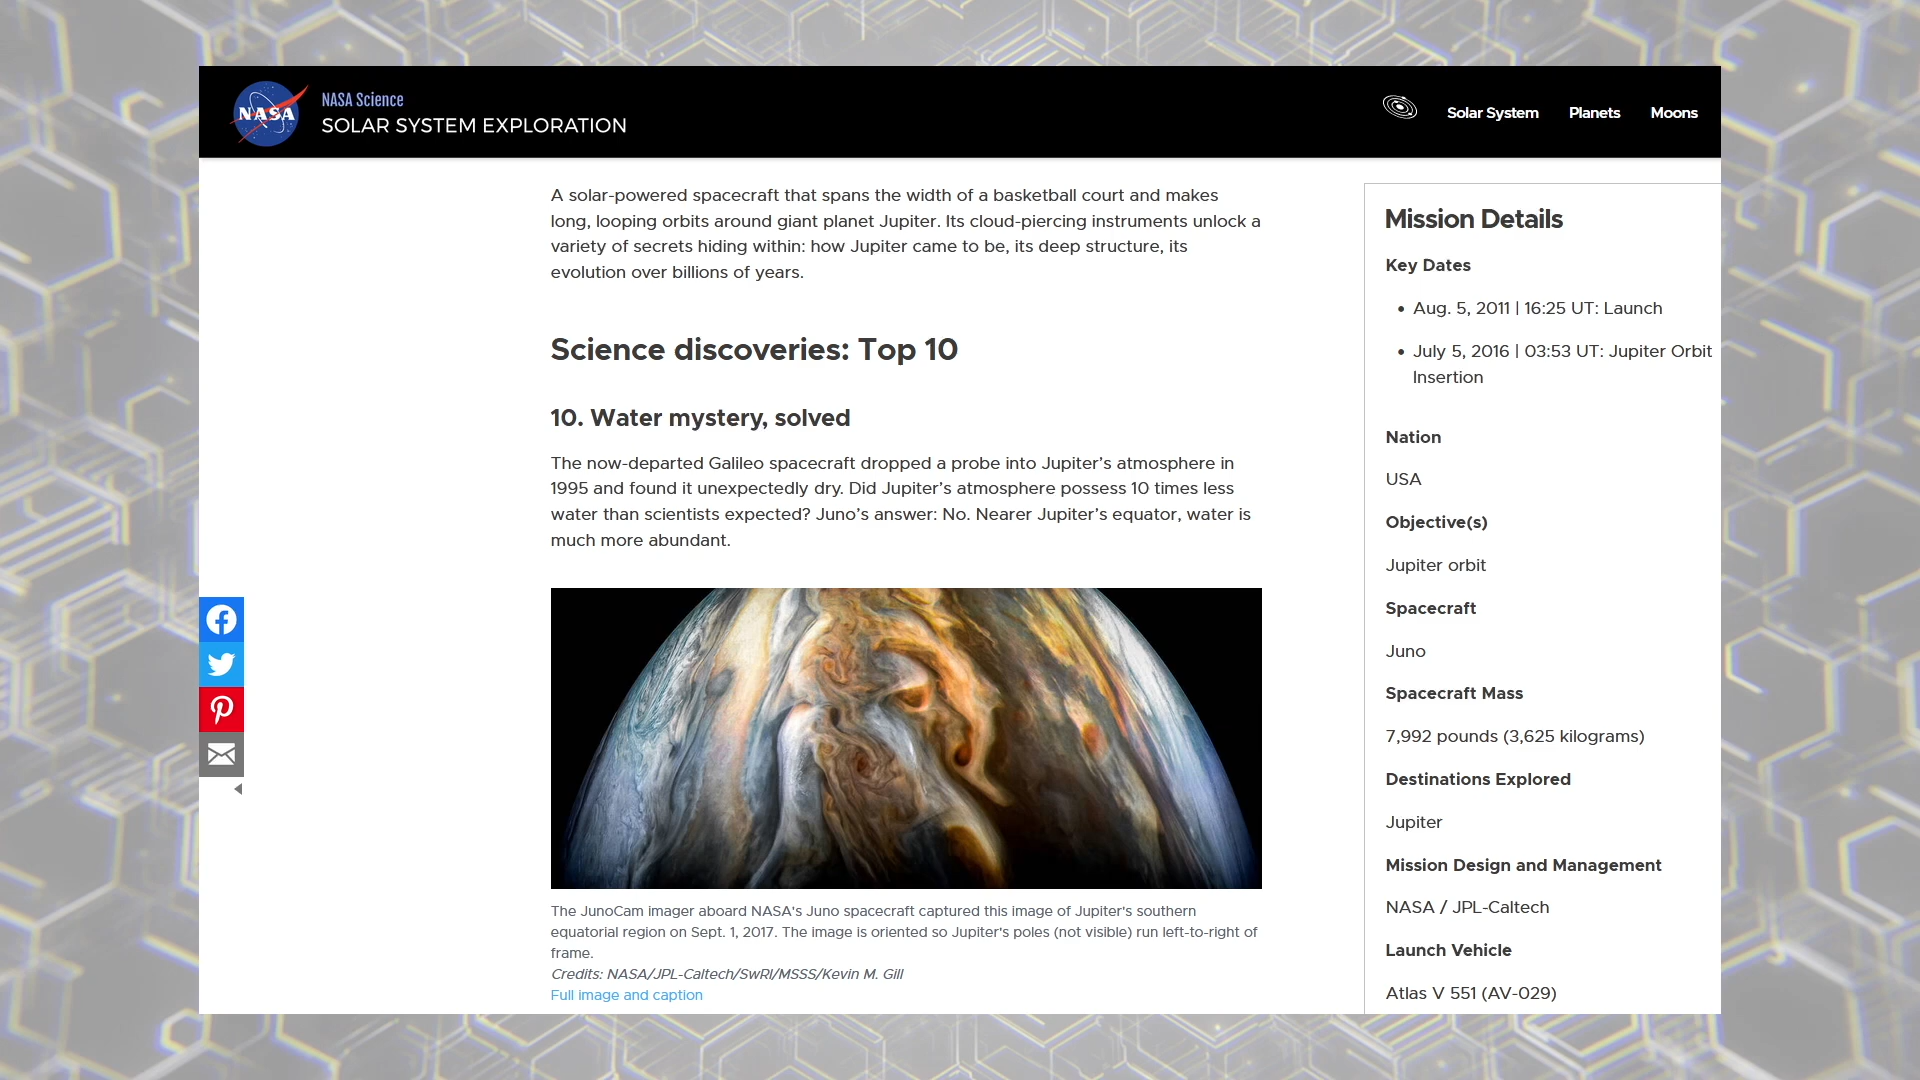 NASA
NASA Science
SOLAR SYSTEM EXPLORATION
Solar System
Planets
Moons
A solar-powered spacecraft that spans the width of a basketball court and makes
long, looping orbits around giant planet Jupiter. Its cloud-piercing instruments unlock a
variety of secrets hiding within: how Jupiter came to be, its deep structure, its
evolution over billions of years.
Science discoveries: Top 10
10. Water mystery, solved
The now-departed Galileo spacecraft dropped a probe into Jupiter’s atmosphere in
1995 and found it unexpectedly dry. Did Jupiter’s atmosphere possess 10 times less
water than scientists expected? Juno’s answer: No. Nearer Jupiter’s equator, water is
much more abundant.
The JunoCam imager aboard NASA's Juno spacecraft captured this image of Jupiter's southern
equatorial region on Sept. 1, 2017. The image is oriented so Jupiter's poles (not visible) run left-to-right of
frame.
Credits: NASA/JPL-Caltech/SwRI/MSSS/Kevin M. Gill
Full image and caption
Mission Details
Key Dates
• Aug. 5, 2011 | 16:25 UT: Launch
• July 5, 2016 | 03:53 UT: Jupiter Orbit
Insertion
Nation
USA
Objective(s)
Jupiter orbit
Spacecraft
Juno
Spacecraft Mass
7,992 pounds (3,625 kilograms)
Destinations Explored
Jupiter
Mission Design and Management
NASA / JPL-Caltech
Launch Vehicle
Atlas V 551 (AV-029)